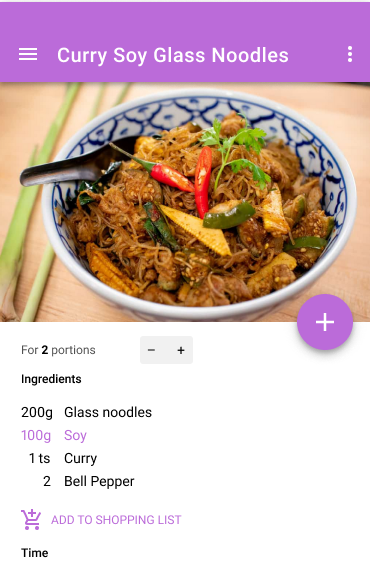 Curry Soy Glass Noodles
For 2 portions − +
Ingredients
200g Glass noodles
100g Soy
1 ts Curry
2 Bell Pepper
ADD TO SHOPPING LIST
Time